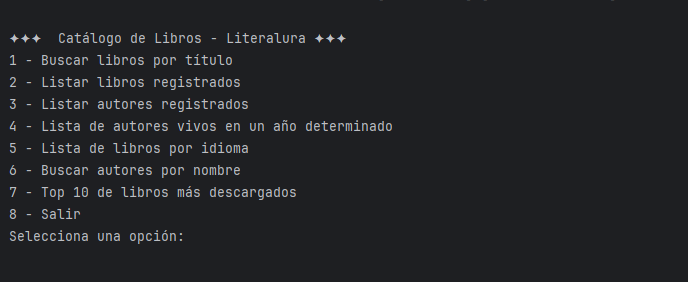 ✦✦✦  Catálogo de Libros - Literalura ✦✦✦
1 - Buscar libros por título
2 - Listar libros registrados
3 - Listar autores registrados
4 - Lista de autores vivos en un año determinado
5 - Lista de libros por idioma
6 - Buscar autores por nombre
7 - Top 10 de libros más descargados
8 - Salir
Selecciona una opción: